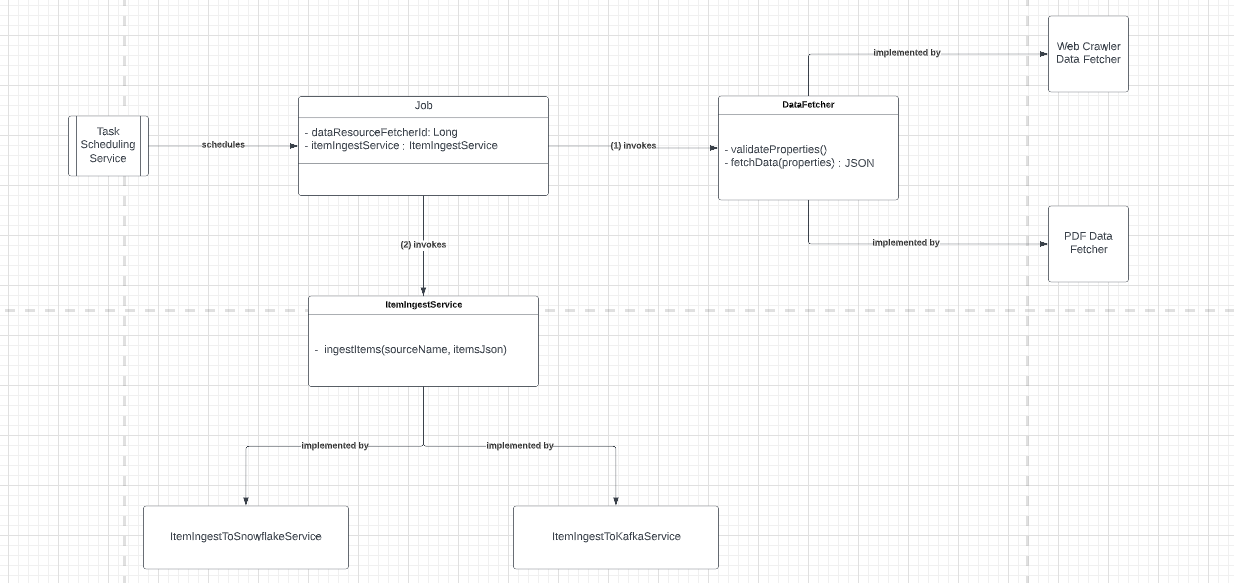 Web Crawler
Data Fetcher
implemented by
Job
DataFetcher
Task
Scheduling
Service
schedules
- dataResourceFetcherId: Long
- itemIngestService : ItemIngestService
(1) invokes
- validateProperties()
- fetchData(properties) : JSON
(2) invokes
implemented by
PDF Data
Fetcher
ItemIngestService
- ingestItems(sourceName, itemsJson)
implemented by
implemented by
ItemIngestToSnowflakeService
ItemIngestToKafkaService